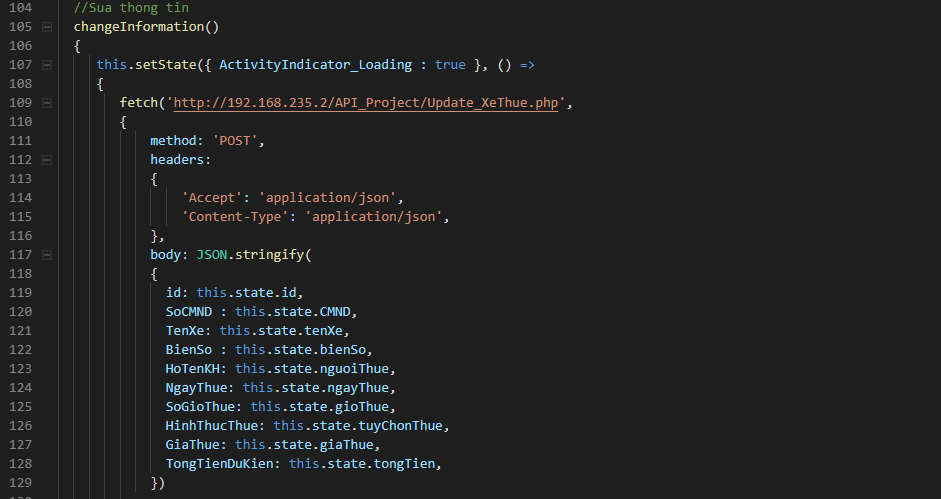 104 //Sua thong tin
105 changeInformation()
106 {
107 this.setState({ ActivityIndicator_Loading : true }, () =>
108 {
109 fetch('http://192.168.235.2/API_Project/Update_XeThue.php',
110 {
111 method: 'POST',
112 headers:
113 {
114 'Accept': 'application/json',
115 'Content-Type': 'application/json',
116 },
117 body: JSON.stringify(
118 {
119 id: this.state.id,
120 SoCMND : this.state.CMND,
121 TenXe: this.state.tenXe,
122 BienSo : this.state.bienSo,
123 HoTenKH: this.state.nguoiThue,
124 NgayThue: this.state.ngayThue,
125 SoGioThue: this.state.gioThue,
126 HinhThucThue: this.state.tuyChonThue,
127 GiaThue: this.state.giaThue,
128 TongTienDuKien: this.state.tongTien,
129 })